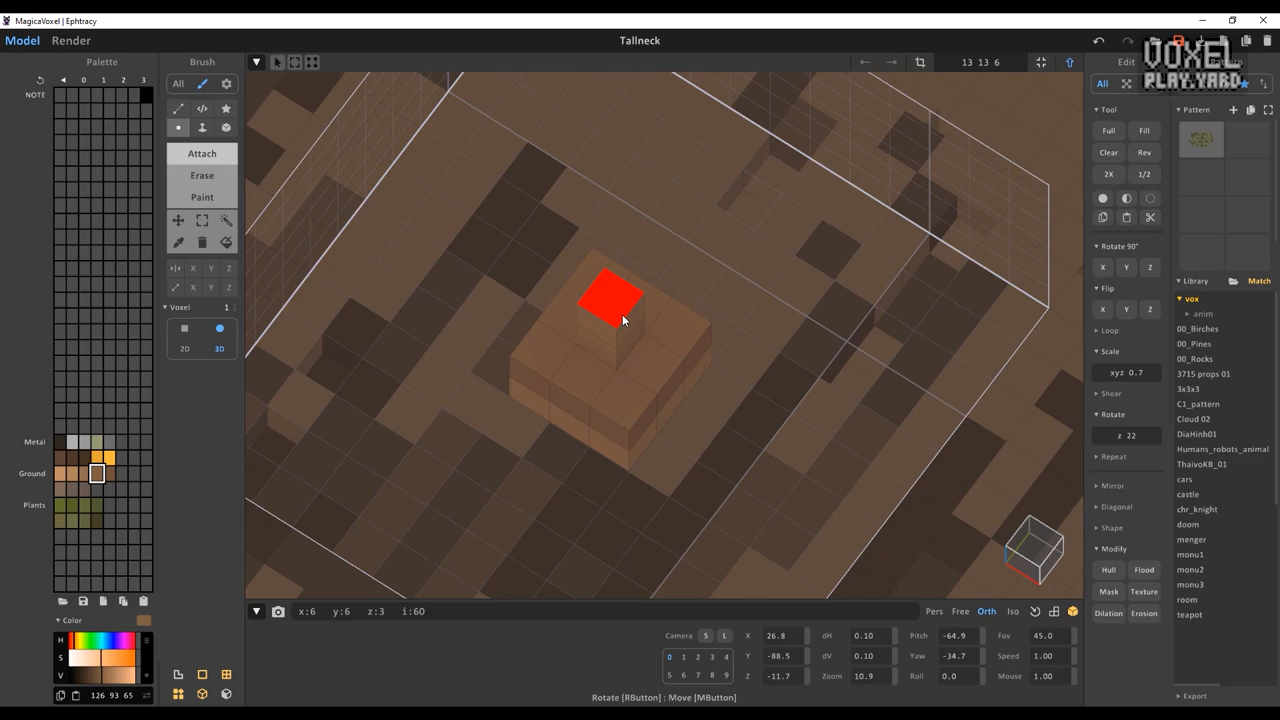 MagicaVoxel | Ephtracy
Model Render
Tallneck
VOXEL
PLAY.YARD
Palette
0 1 2 3
NOTE
Metal
Ground
Plants
Color
H
S
V
126 93 65
Brush
All
Attach
Erase
Paint
X Y Z
X Y Z
Voxel 1
2D 3D
13 13 6
x:6 y:6 z:3 i:60
Pers Free Orth Iso
Camera S L
0 1 2 3 4
5 6 7 8 9
X 26.8 dH 0.10 Pitch -64.9 Fov 45.0
Y -88.5 dV 0.10 Yaw -34.7 Speed 1.00
Z -11.7 Zoom 10.9 Roll 0.0 Mouse 1.00
Rotate [RButton] : Move [MButton]
Edit
All
Tool
Full Fill
Clear Rev
2X 1/2
Rotate 90°
X Y Z
Flip
X Y Z
Loop
Scale
xyz 0.7
Shear
Rotate
z 22
Repeat
Mirror
Diagonal
Shape
Modify
Hull Flood
Mask Texture
Dilation Erosion
Pattern
Library Match
vox
anim
00_Birches
00_Pines
00_Rocks
3715 props 01
3x3x3
C1_pattern
Cloud 02
DiaHinh01
Humans_robots_animal
ThaivoKB_01
cars
castle
chr_knight
doom
menger
monu1
monu2
monu3
room
teapot
Export